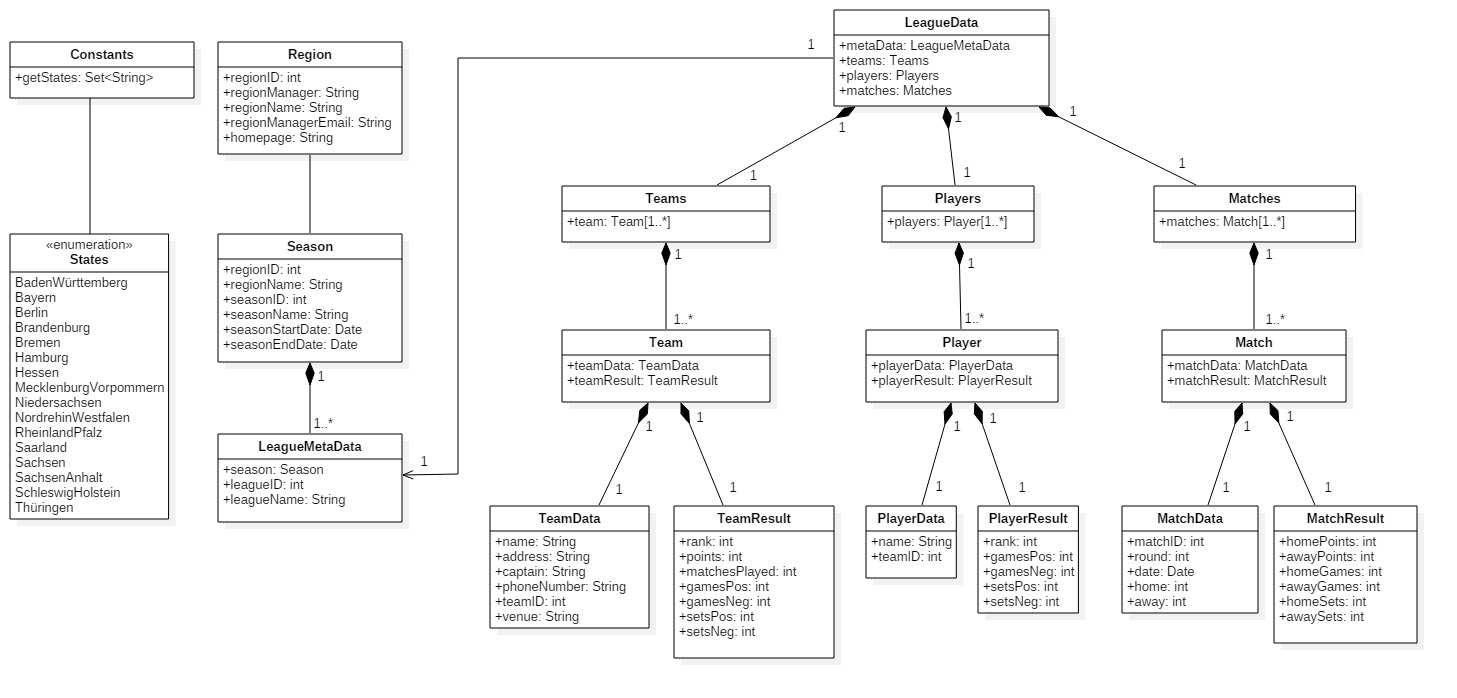 LeagueData
+metaData: LeagueMetaData
+teams: Teams
+players: Players
+matches: Matches
1
1
1
1
1
1
1
1
Constants
+getStates: Set<String>
«enumeration»
States
BadenWürttemberg
Bayern
Berlin
Brandenburg
Bremen
Hamburg
Hessen
MecklenburgVorpommern
Niedersachsen
NordrehinWestfalen
RheinlandPfalz
Saarland
Sachsen
SachsenAnhalt
SchleswigHolstein
Thüringen
Region
+regionID: int
+regionManager: String
+regionName: String
+regionManagerEmail: String
+homepage: String
Season
+regionID: int
+regionName: String
+seasonID: int
+seasonName: String
+seasonStartDate: Date
+seasonEndDate: Date
1
1..*
LeagueMetaData
+season: Season
+leagueID: int
+leagueName: String
Teams
+team: Team[1..*]
1
1..*
Team
+teamData: TeamData
+teamResult: TeamResult
1
1
1
1
TeamData
+name: String
+address: String
+captain: String
+phoneNumber: String
+teamID: int
+venue: String
TeamResult
+rank: int
+points: int
+matchesPlayed: int
+gamesPos: int
+gamesNeg: int
+setsPos: int
+setsNeg: int
Players
+players: Player[1..*]
1
1..*
Player
+playerData: PlayerData
+playerResult: PlayerResult
1
1
1
1
PlayerData
+name: String
+teamID: int
PlayerResult
+rank: int
+gamesPos: int
+gamesNeg: int
+setsPos: int
+setsNeg: int
Matches
+matches: Match[1..*]
1
1..*
Match
+matchData: MatchData
+matchResult: MatchResult
1
1
1
1
MatchData
+matchID: int
+round: int
+date: Date
+home: int
+away: int
MatchResult
+homePoints: int
+awayPoints: int
+homeGames: int
+awayGames: int
+homeSets: int
+awaySets: int